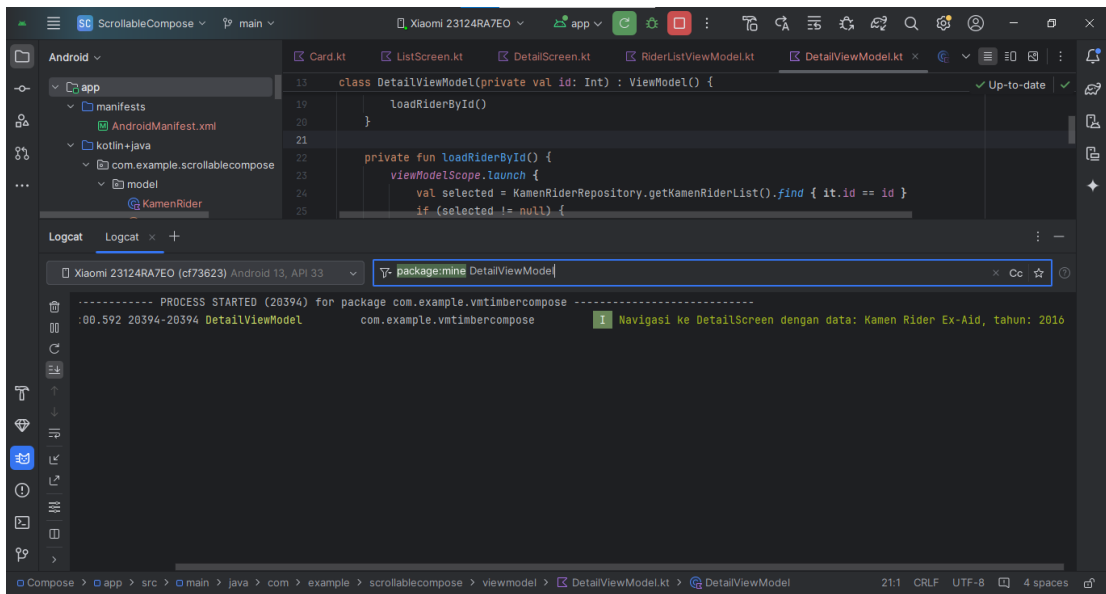 SC ScrollableCompose main Xiaomi 23124RA7EO app
Android
Card.kt ListScreen.kt DetailScreen.kt RiderListViewModel.kt DetailViewModel.kt
app
manifests
AndroidManifest.xml
kotlin+java
com.example.scrollablecompose
model
KamenRider
13 class DetailViewModel(private val id: Int) : ViewModel() {
Up-to-date
19 loadRiderById()
20 }
21
22 private fun loadRiderById() {
23 viewModelScope.launch {
24 val selected = KamenRiderRepository.getKamenRiderList().find { it.id == id }
25 if (selected != null) {
Logcat Logcat
Xiaomi 23124RA7EO (cf73623) Android 13, API 33
package:mine DetailViewModel
Cc
------------ PROCESS STARTED (20394) for package com.example.vmtimbercompose ----------------------------
:00.592 20394-20394 DetailViewModel com.example.vmtimbercompose I Navigasi ke DetailScreen dengan data: Kamen Rider Ex-Aid, tahun: 2016
Compose > app > src > main > java > com > example > scrollablecompose > viewmodel > DetailViewModel.kt > DetailViewModel
21:1 CRLF UTF-8 4 spaces